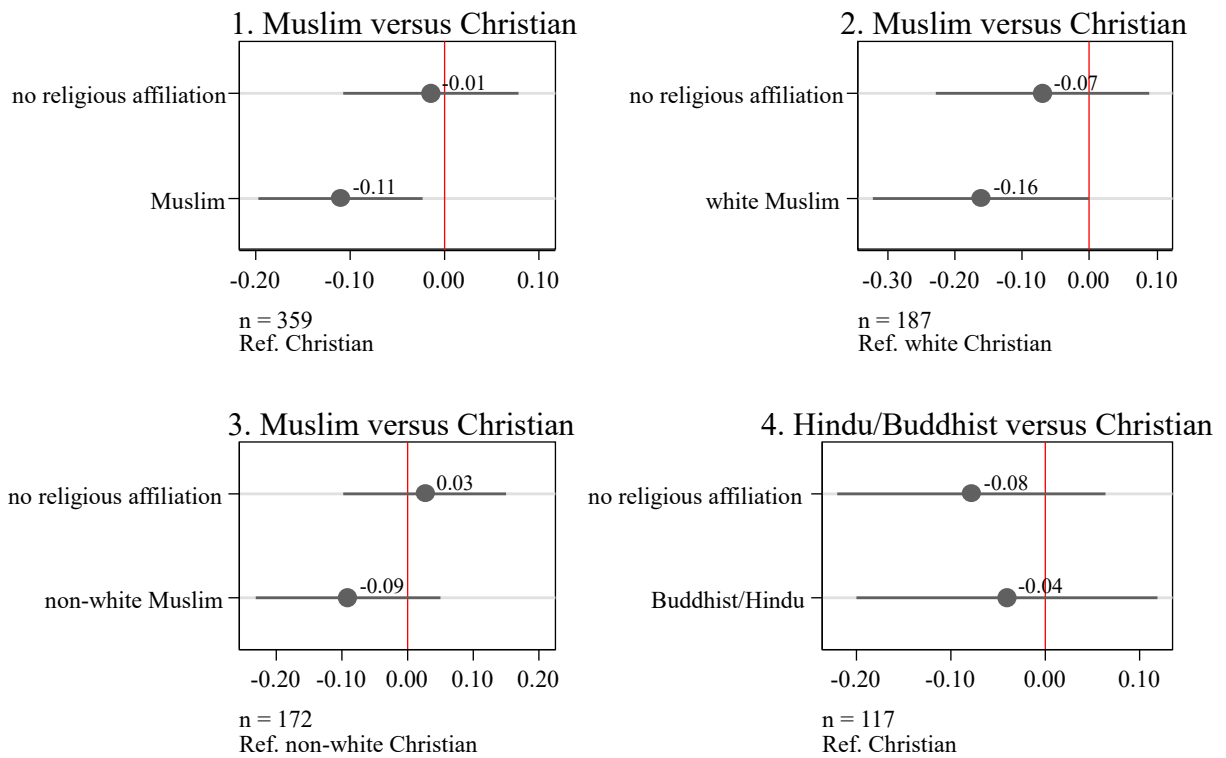 1. Muslim versus Christian
no religious affiliation
-0.01
Muslim
-0.11
-0.20 -0.10 0.00 0.10
n = 359
Ref. Christian
2. Muslim versus Christian
no religious affiliation
-0.07
white Muslim
-0.16
-0.30 -0.20 -0.10 0.00 0.10
n = 187
Ref. white Christian
3. Muslim versus Christian
no religious affiliation
0.03
non-white Muslim
-0.09
-0.20 -0.10 0.00 0.10 0.20
n = 172
Ref. non-white Christian
4. Hindu/Buddhist versus Christian
no religious affiliation
-0.08
Buddhist/Hindu
-0.04
-0.20 -0.10 0.00 0.10
n = 117
Ref. Christian